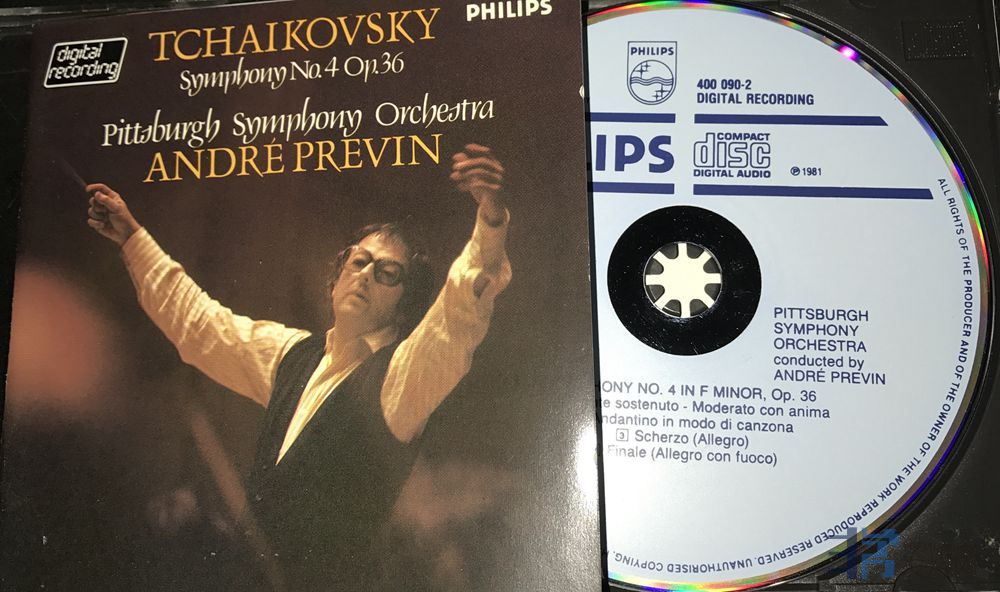 digital
recording
TCHAIKOVSKY
Symphony No. 4 Op. 36
Pittsburgh Symphony Orchestra
ANDRÉ PREVIN
PHILIPS
PHILIPS
400 090-2
DIGITAL RECORDING
IPS
COMPACT
disc
DIGITAL AUDIO
℗ 1981
PITTSBURGH
SYMPHONY
ORCHESTRA
conducted by
ANDRÉ PREVIN
ONY NO. 4 IN F MINOR, Op. 36
e sostenuto - Moderato con anima
ndantino in modo di canzona
3 Scherzo (Allegro)
Finale (Allegro con fuoco)
ALL RIGHTS OF THE PRODUCER AND OF THE OWNER OF THE WORK REPRODUCED RESERVED. UNAUTHORISED COPYING,